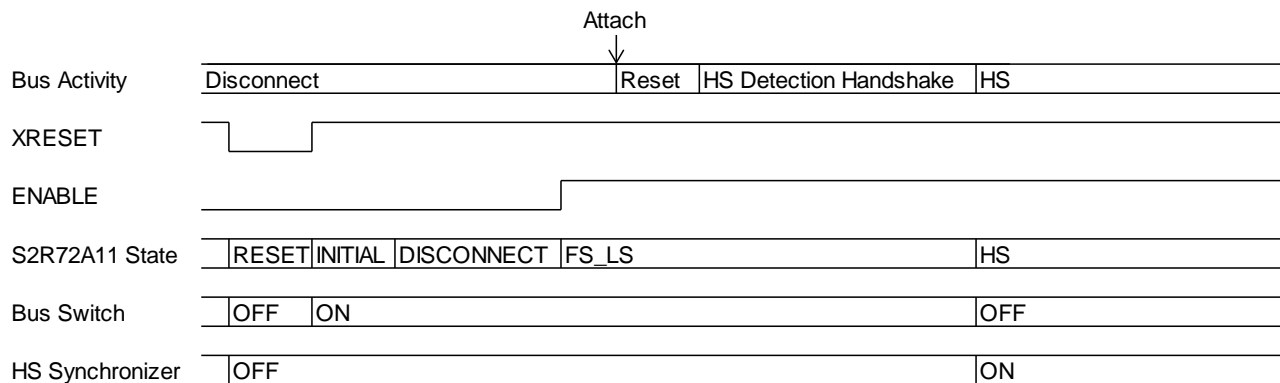 Attach
Bus Activity Disconnect Reset HS Detection Handshake HS
XRESET
ENABLE
S2R72A11 State RESET INITIAL DISCONNECT FS_LS HS
Bus Switch OFF ON OFF
HS Synchronizer OFF ON